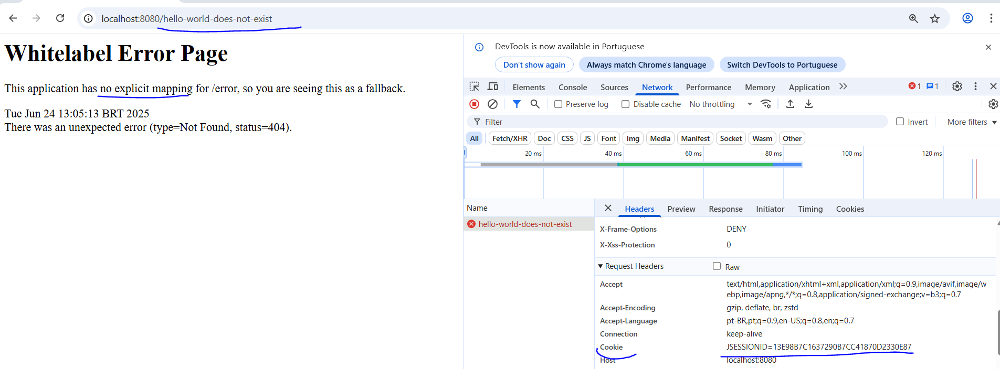 localhost:8080/hello-world-does-not-exist
Whitelabel Error Page
This application has no explicit mapping for /error, so you are seeing this as a fallback.
Tue Jun 24 13:05:13 BRT 2025
There was an unexpected error (type=Not Found, status=404).
DevTools is now available in Portuguese
Don't show again
Always match Chrome's language
Switch DevTools to Portuguese
Elements Console Sources Network Performance Memory Application 1 1
Preserve log Disable cache No throttling
Filter Invert More filters
All Fetch/XHR Doc CSS JS Font Img Media Manifest Socket Wasm Other
20 ms 40 ms 60 ms 80 ms 100 ms 120 ms
Name
hello-world-does-not-exist
Headers Preview Response Initiator Timing Cookies
X-Frame-Options DENY
X-Xss-Protection 0
Request Headers Raw
Accept text/html,application/xhtml+xml,application/xml;q=0.9,image/avif,image/w
ebp,image/apng,*/*;q=0.8,application/signed-exchange;v=b3;q=0.7
Accept-Encoding gzip, deflate, br, zstd
Accept-Language pt-BR,pt;q=0.9,en-US;q=0.8,en;q=0.7
Connection keep-alive
Cookie JSESSIONID=13E98B7C1637290B7CC41870D2330E87
Host localhost:8080